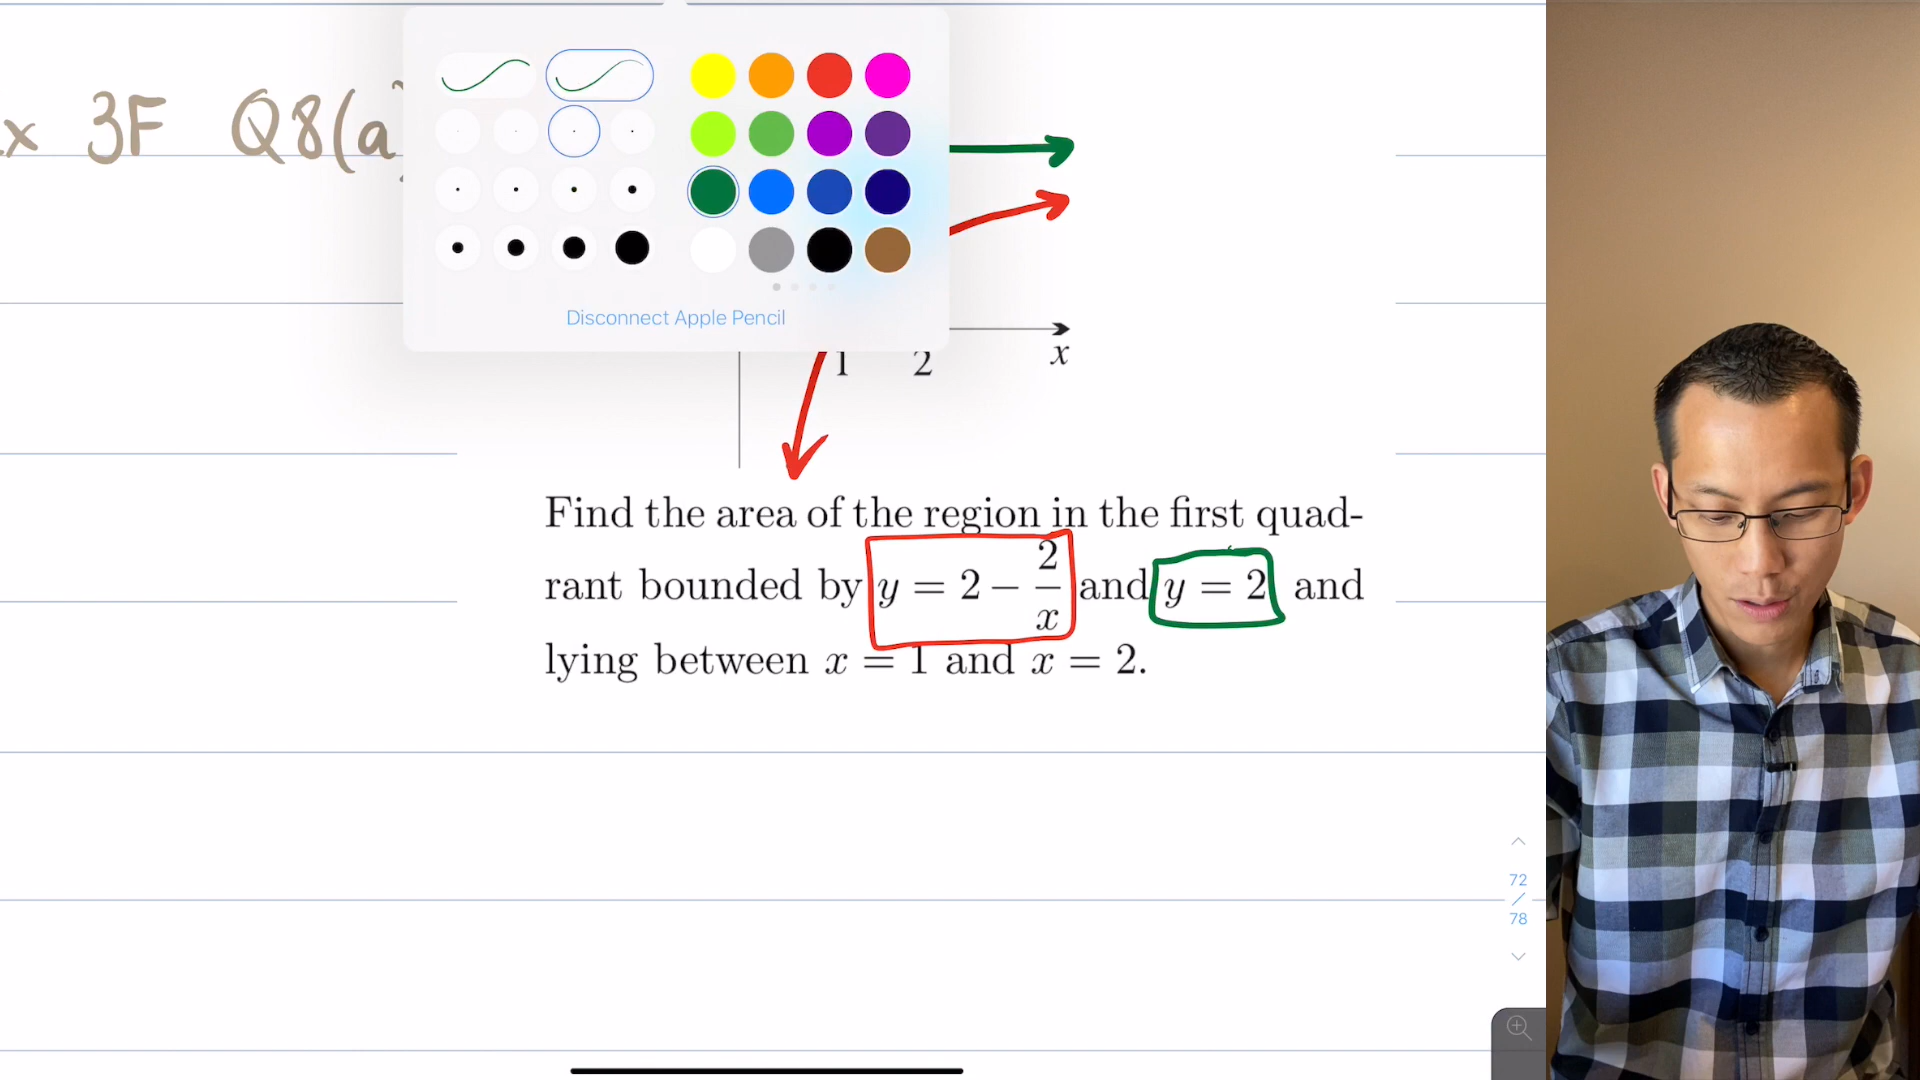 x 3F Q8(a)
Disconnect Apple Pencil
1 2 x
Find the area of the region in the first quad-
rant bounded by y = 2 − 2/x and y = 2 and
lying between x = 1 and x = 2.
72
/
78